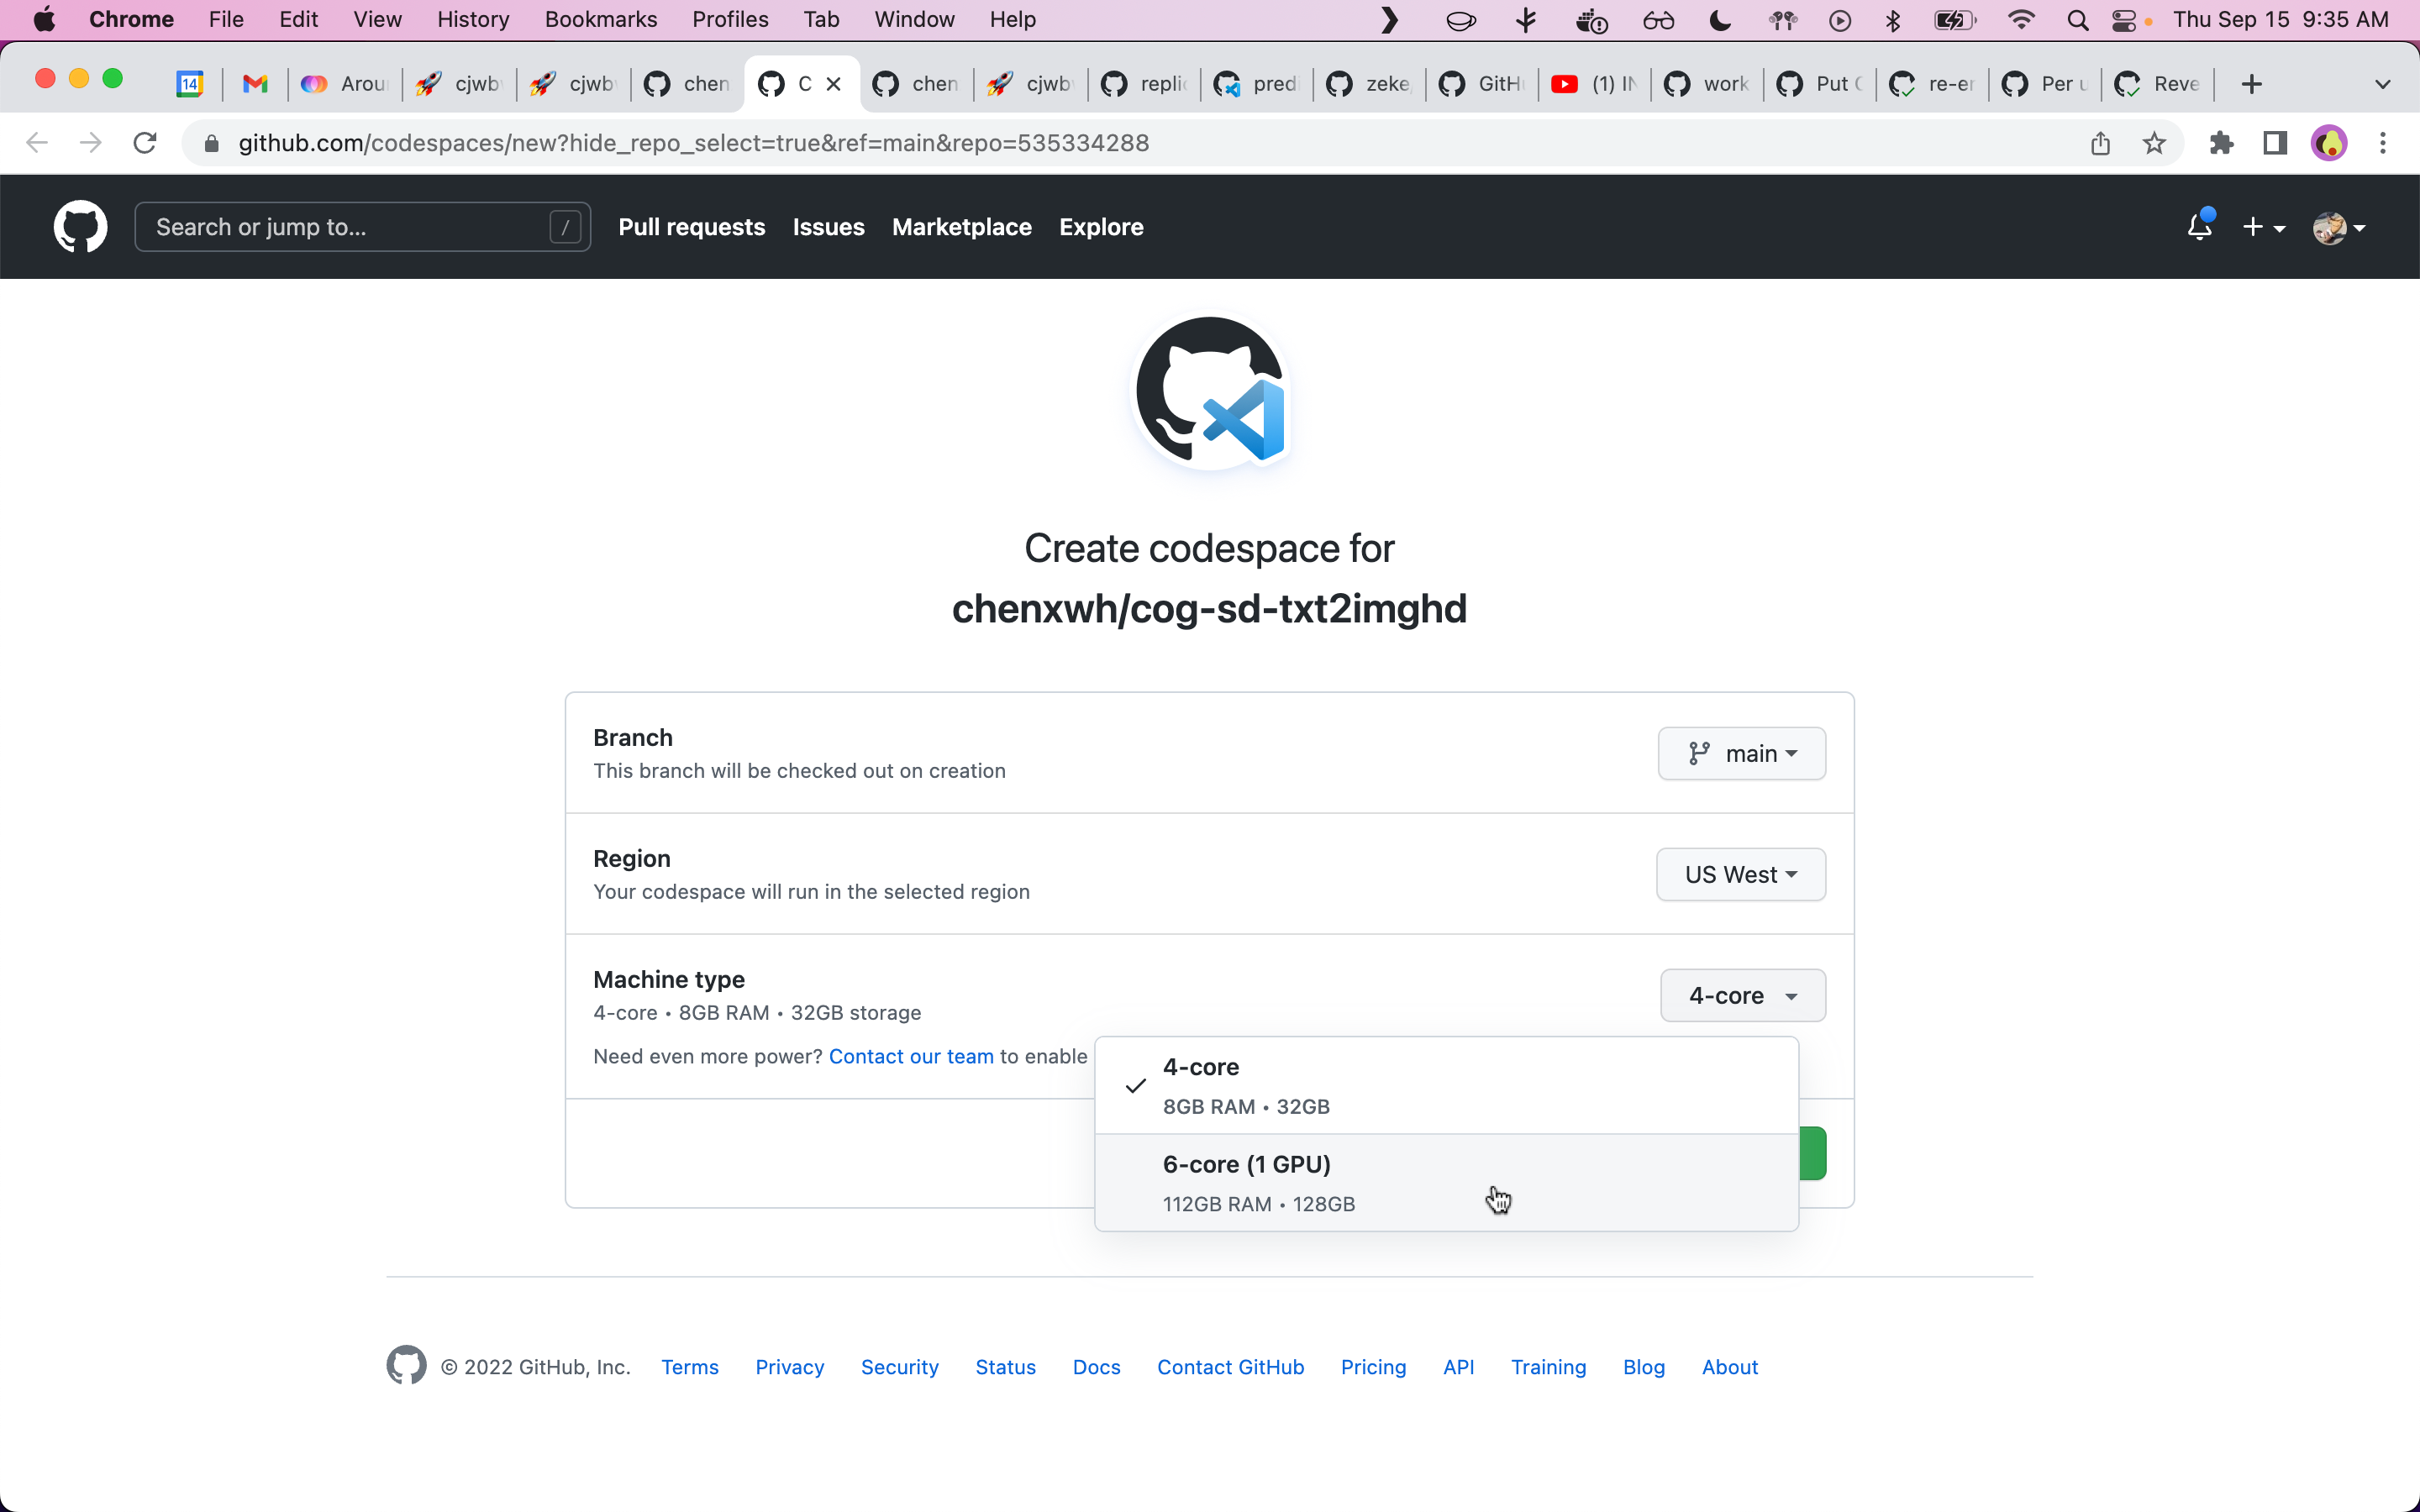 Chrome File Edit View History Bookmarks Profiles Tab Window Help Thu Sep 15 9:35 AM
14 Arou cjwb cjwb chen C chen cjwb repli pred zeke GitH (1) IN work Put re-er Per u Reve
github.com/codespaces/new?hide_repo_select=true&ref=main&repo=535334288
Search or jump to... / Pull requests Issues Marketplace Explore
Create codespace for
chenxwh/cog-sd-txt2imghd
Branch
This branch will be checked out on creation
main
Region
Your codespace will run in the selected region
US West
Machine type
4-core • 8GB RAM • 32GB storage
4-core
Need even more power? Contact our team to enable
4-core
8GB RAM • 32GB
6-core (1 GPU)
112GB RAM • 128GB
© 2022 GitHub, Inc. Terms Privacy Security Status Docs Contact GitHub Pricing API Training Blog About